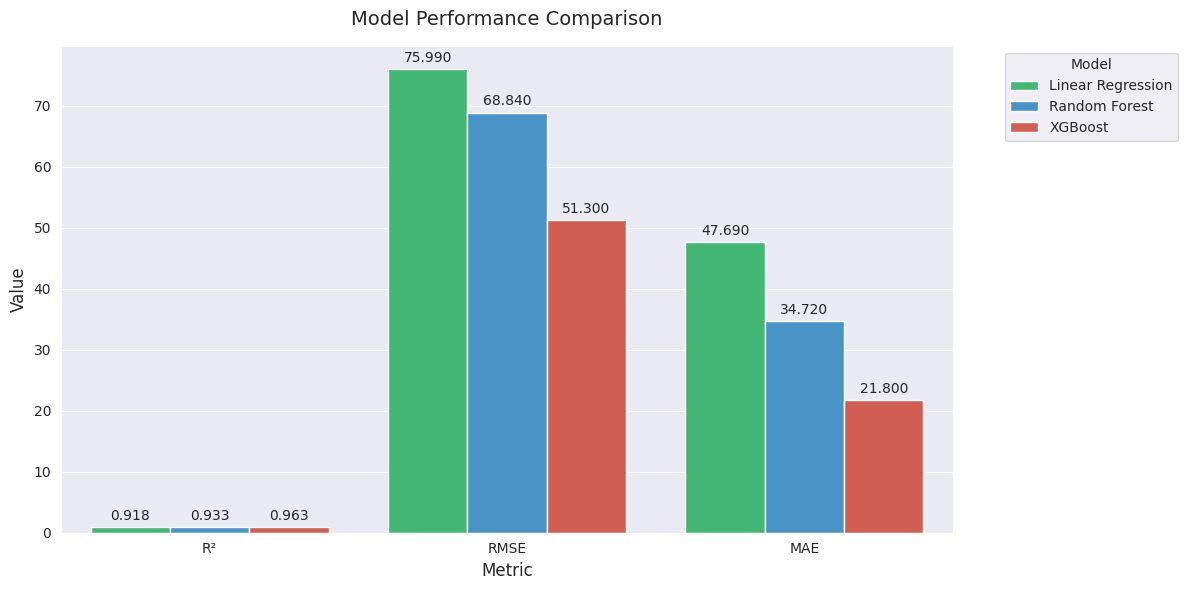 Model Performance Comparison
Model
Linear Regression
Random Forest
XGBoost
Value
70
60
50
40
30
20
10
0
0.918
0.933
0.963
75.990
68.840
51.300
47.690
34.720
21.800
R²
RMSE
MAE
Metric